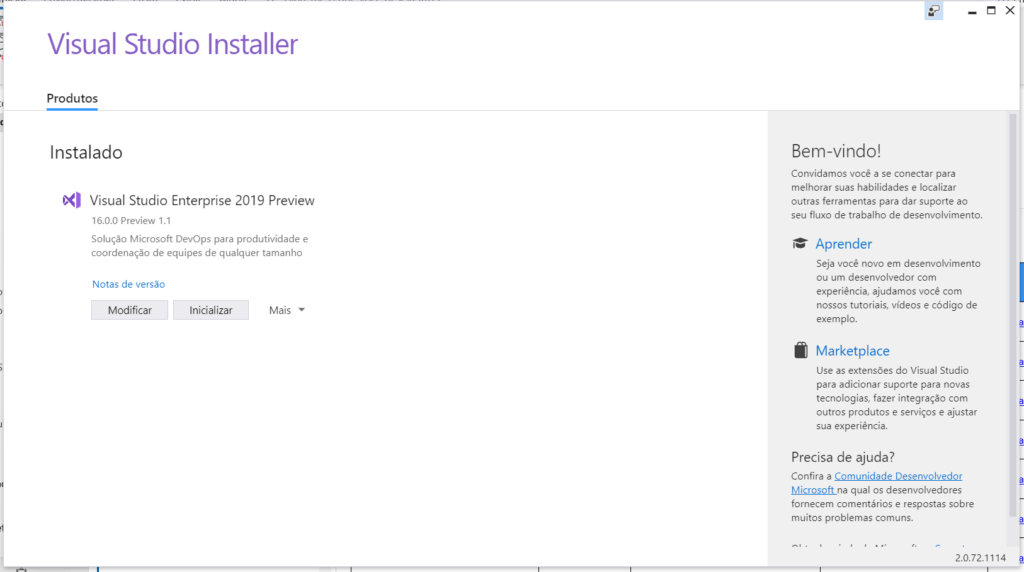 Visual Studio Installer
Produtos
Instalado
Visual Studio Enterprise 2019 Preview
16.0.0 Preview 1.1
Solução Microsoft DevOps para produtividade e
coordenação de equipes de qualquer tamanho
Notas de versão
Modificar
Inicializar
Mais
Bem-vindo!
Convidamos você a se conectar para
melhorar suas habilidades e localizar
outras ferramentas para dar suporte ao
seu fluxo de trabalho de desenvolvimento.
Aprender
Seja você novo em desenvolvimento
ou um desenvolvedor com
experiência, ajudamos você com
nossos tutoriais, vídeos e código de
exemplo.
Marketplace
Use as extensões do Visual Studio
para adicionar suporte para novas
tecnologias, fazer integração com
outros produtos e serviços e ajustar
sua experiência.
Precisa de ajuda?
Confira a Comunidade Desenvolvedor
Microsoft na qual os desenvolvedores
fornecem comentários e respostas sobre
muitos problemas comuns.
2.0.72.1114